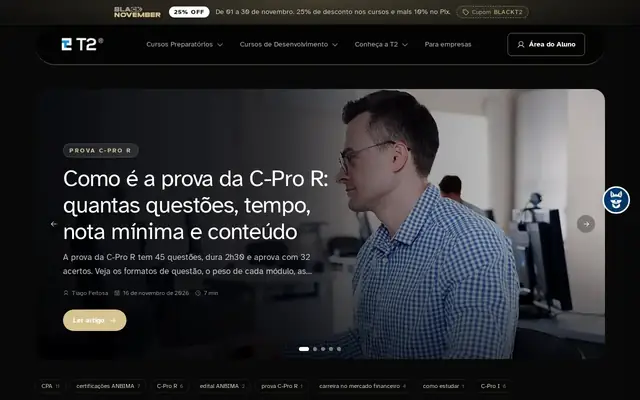 BLACK NOVEMBER
25% OFF
De 01 a 30 de novembro. 25% de desconto nos cursos e mais 10% no Pix.
Cupom BLACKT2
T2®
Cursos Preparatórios
Cursos de Desenvolvimento
Conheça a T2
Para empresas
Área do Aluno
PROVA C-PRO R
Como é a prova da C-Pro R:
quantas questões, tempo,
nota mínima e conteúdo
A prova da C-Pro R tem 45 questões, dura 2h30 e aprova com 32
acertos. Veja os formatos de questão, o peso de cada módulo, as...
Tiago Feitosa
16 de novembro de 2026
7 min
Ler artigo
CPA 11
certificações ANBIMA 7
C-Pro R 6
edital ANBIMA 2
prova C-Pro R 1
carreira no mercado financeiro 4
como estudar 1
C-Pro I 6